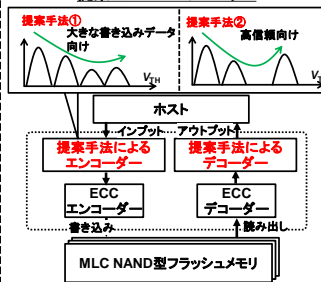 提案手法①
大きな書き込みデータ
向け
VTH
提案手法②
高信頼向け
ホスト
インプット
アウトプット
提案手法による
エンコーダー
提案手法による
デコーダー
ECC
エンコーダー
ECC
デコーダー
書き込み
読み出し
MLC NAND型フラッシュメモリ